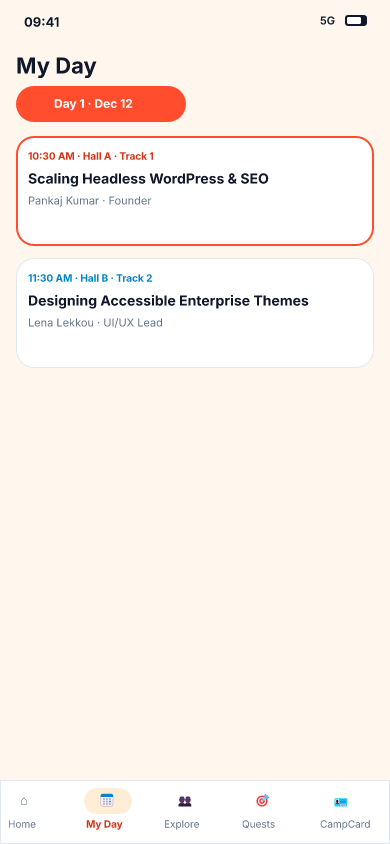 09:41
5G
My Day
Day 1 · Dec 12
10:30 AM · Hall A · Track 1
Scaling Headless WordPress & SEO
Pankaj Kumar · Founder
11:30 AM · Hall B · Track 2
Designing Accessible Enterprise Themes
Lena Lekkou · UI/UX Lead
Home
My Day
Explore
Quests
CampCard